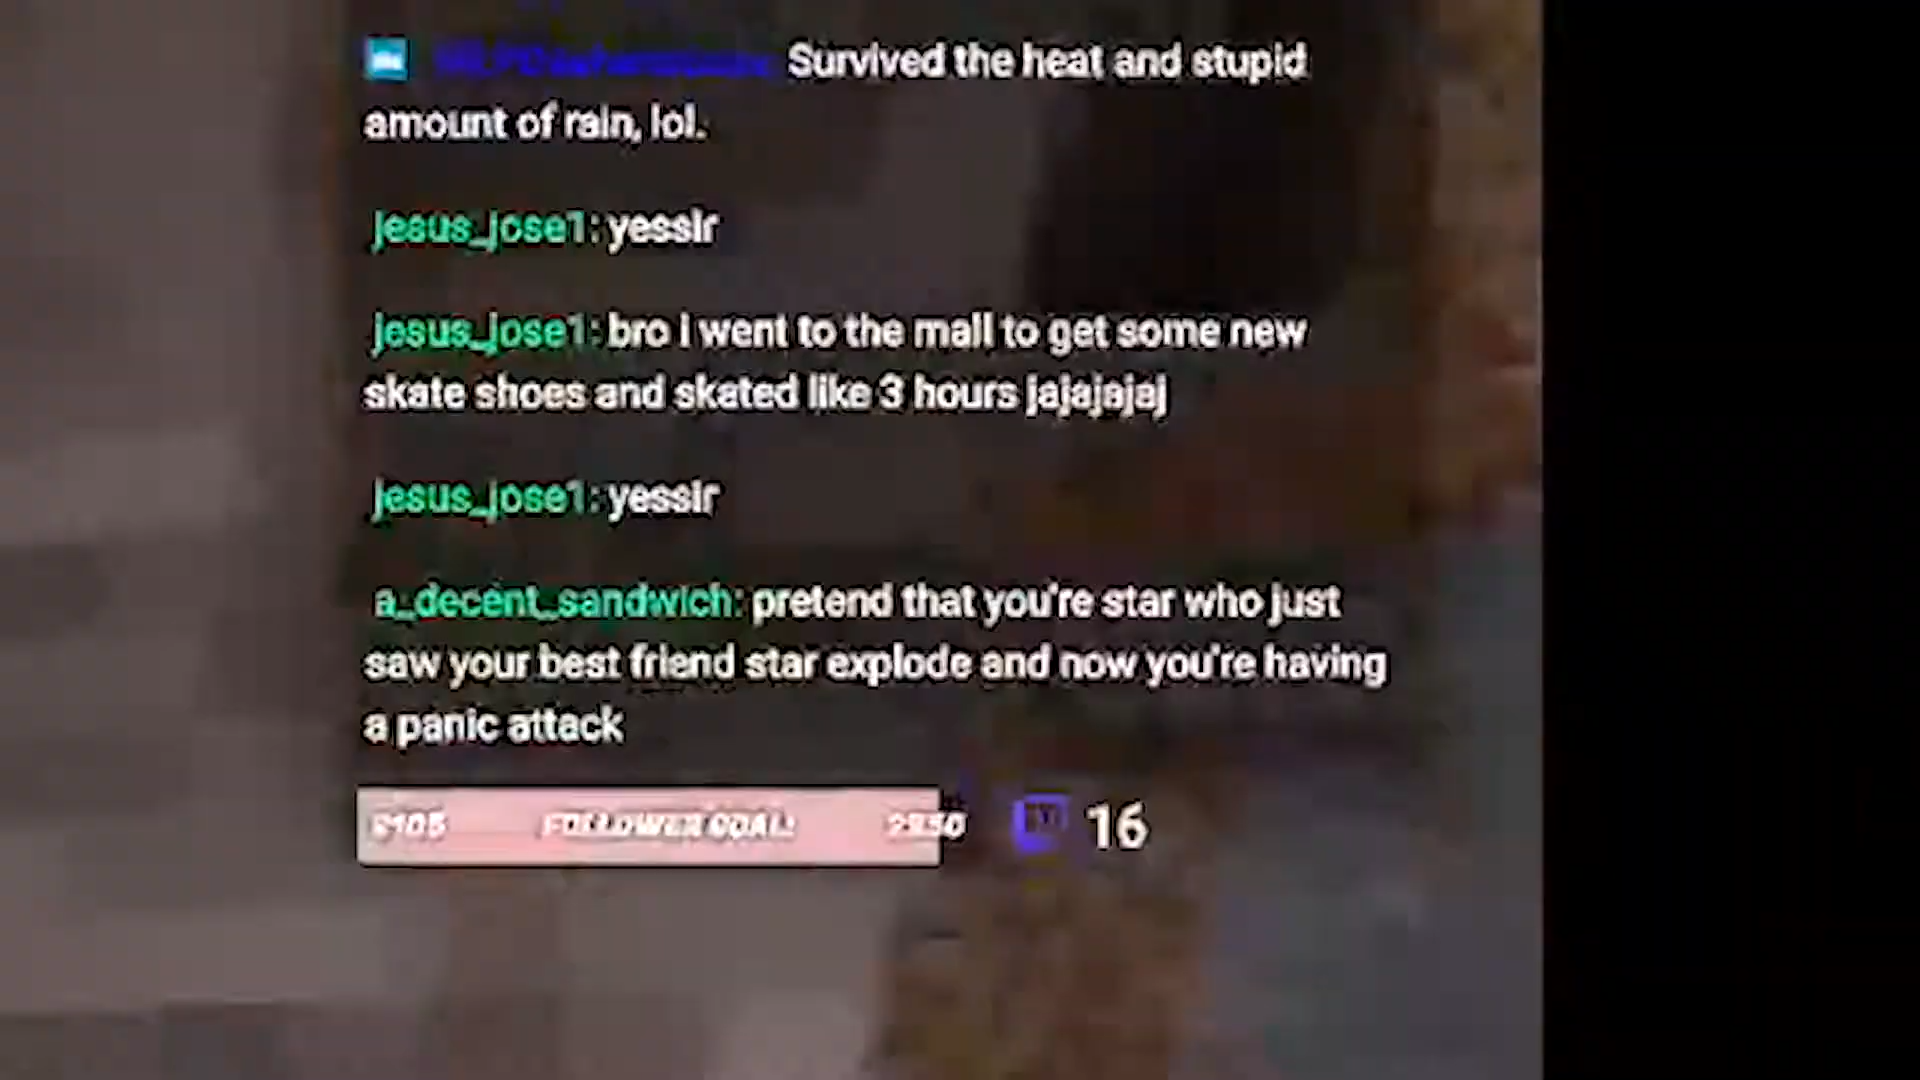 Survived the heat and stupid
amount of rain, lol.
jesus_jose1: yessir
jesus_jose1: bro i went to the mall to get some new
skate shoes and skated like 3 hours jajajajaj
jesus_jose1: yessir
a_decent_sandwich: pretend that you're star who just
saw your best friend star explode and now you're having
a panic attack
FOLLOWER GOAL! 16